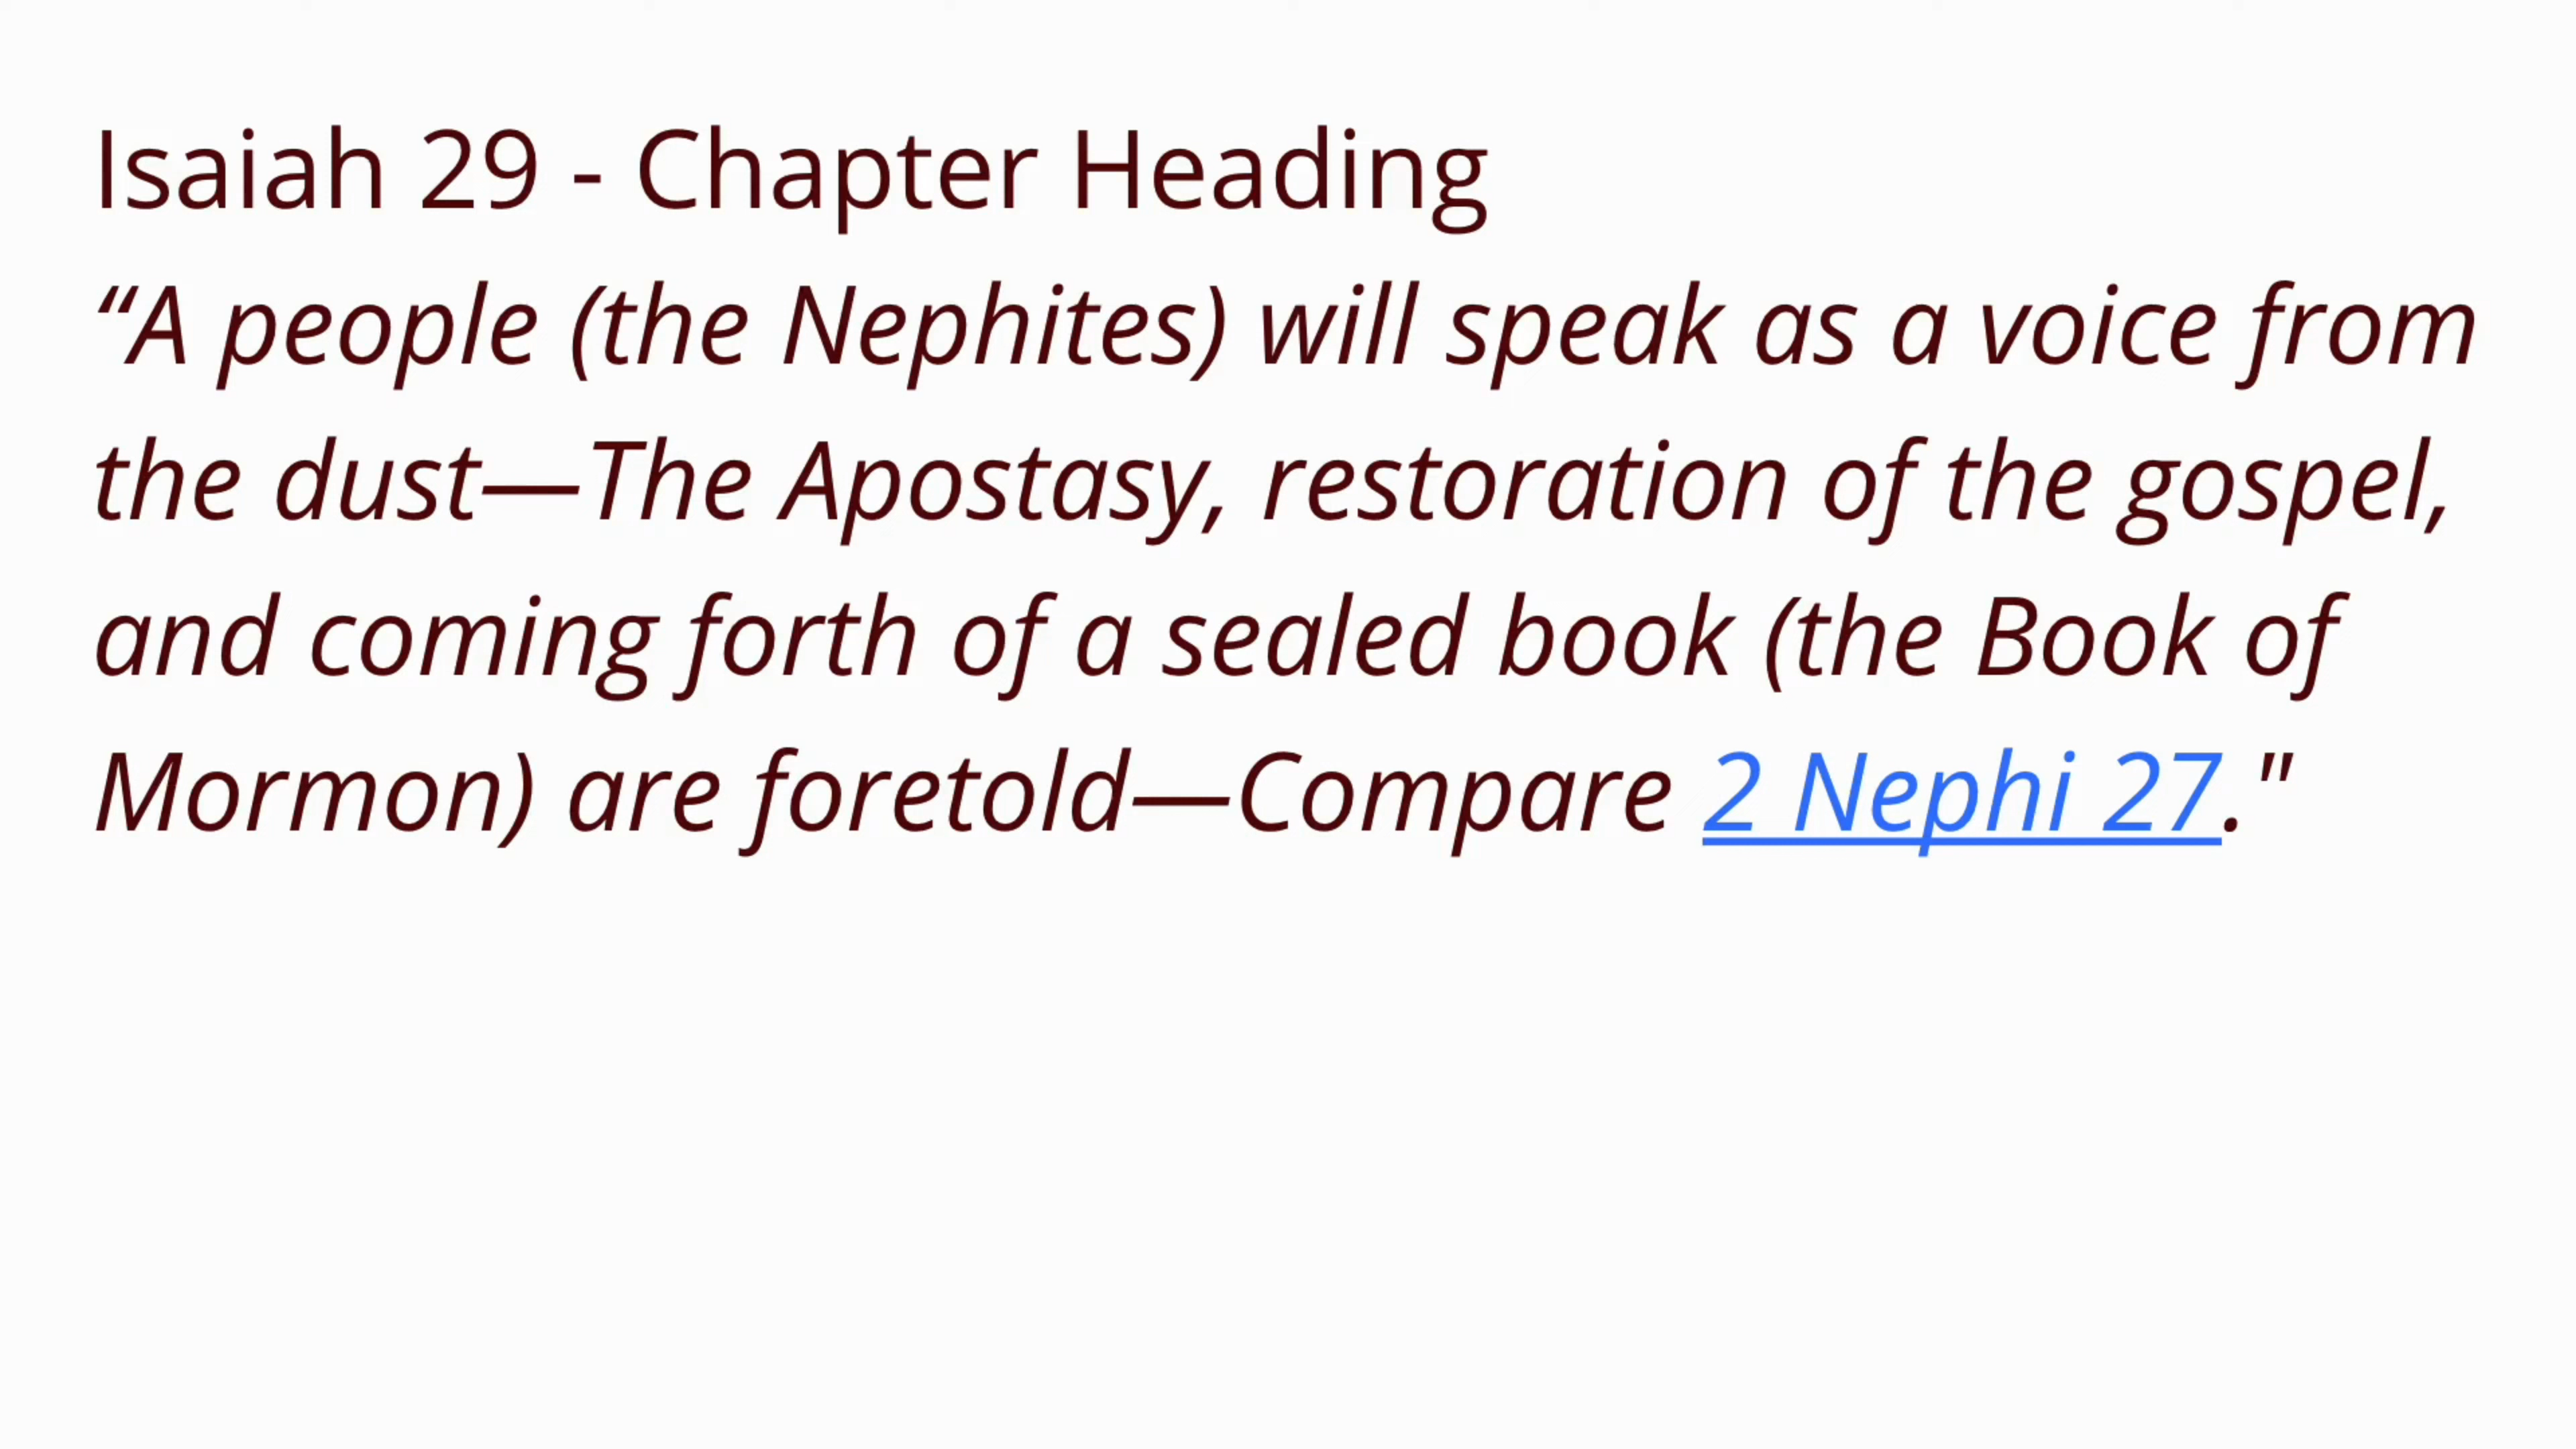 Isaiah 29 - Chapter Heading
“A people (the Nephites) will speak as a voice from
the dust—The Apostasy, restoration of the gospel,
and coming forth of a sealed book (the Book of
Mormon) are foretold—Compare 2 Nephi 27."